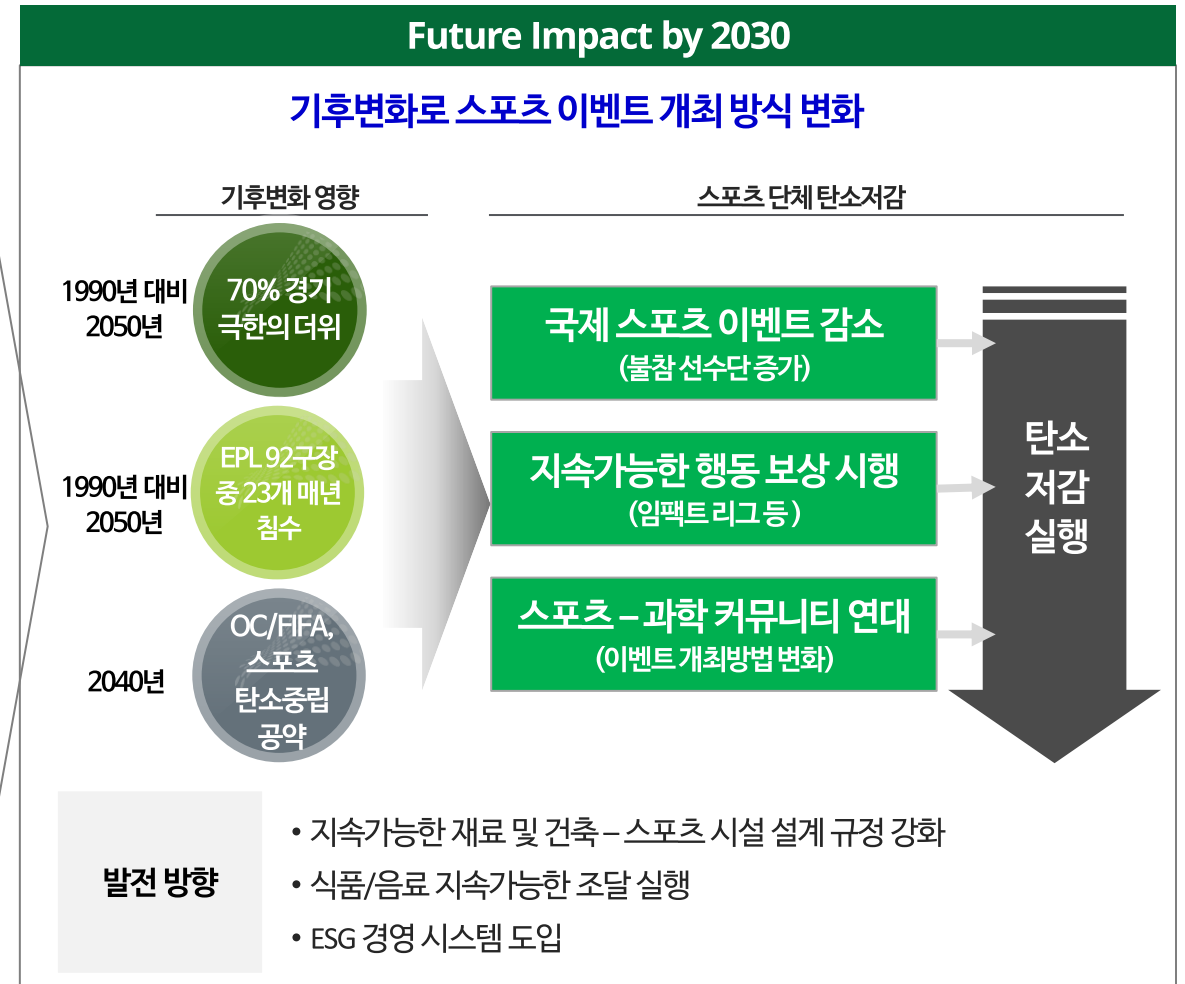 Future Impact by 2030
기후변화로 스포츠 이벤트 개최 방식 변화
기후변화 영향
스포츠 단체 탄소저감
1990년 대비
2050년
70% 경기
극한의 더위
1990년 대비
2050년
EPL 92구장
중 23개 매년
침수
2040년
OC/FIFA,
스포츠
탄소중립
공약
국제 스포츠 이벤트 감소
(불참 선수단 증가)
지속가능한 행동 보상 시행
(임팩트 리그 등 )
스포츠 – 과학 커뮤니티 연대
(이벤트 개최방법 변화)
탄소
저감
실행
발전 방향
• 지속가능한 재료 및 건축 – 스포츠 시설 설계 규정 강화
• 식품/음료 지속가능한 조달 실행
• ESG 경영 시스템 도입